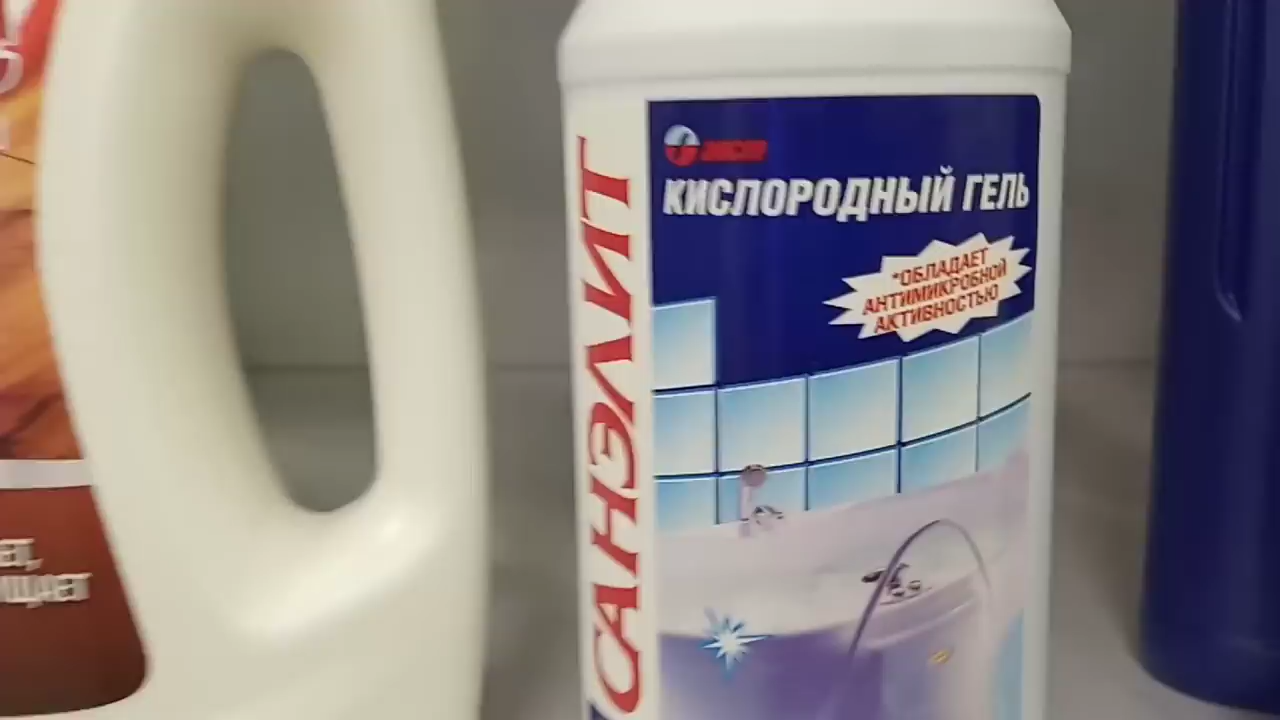 САНЭЛИТ
КИСЛОРОДНЫЙ ГЕЛЬ
*ОБЛАДАЕТ
АНТИМИКРОБНОЙ
АКТИВНОСТЬЮ